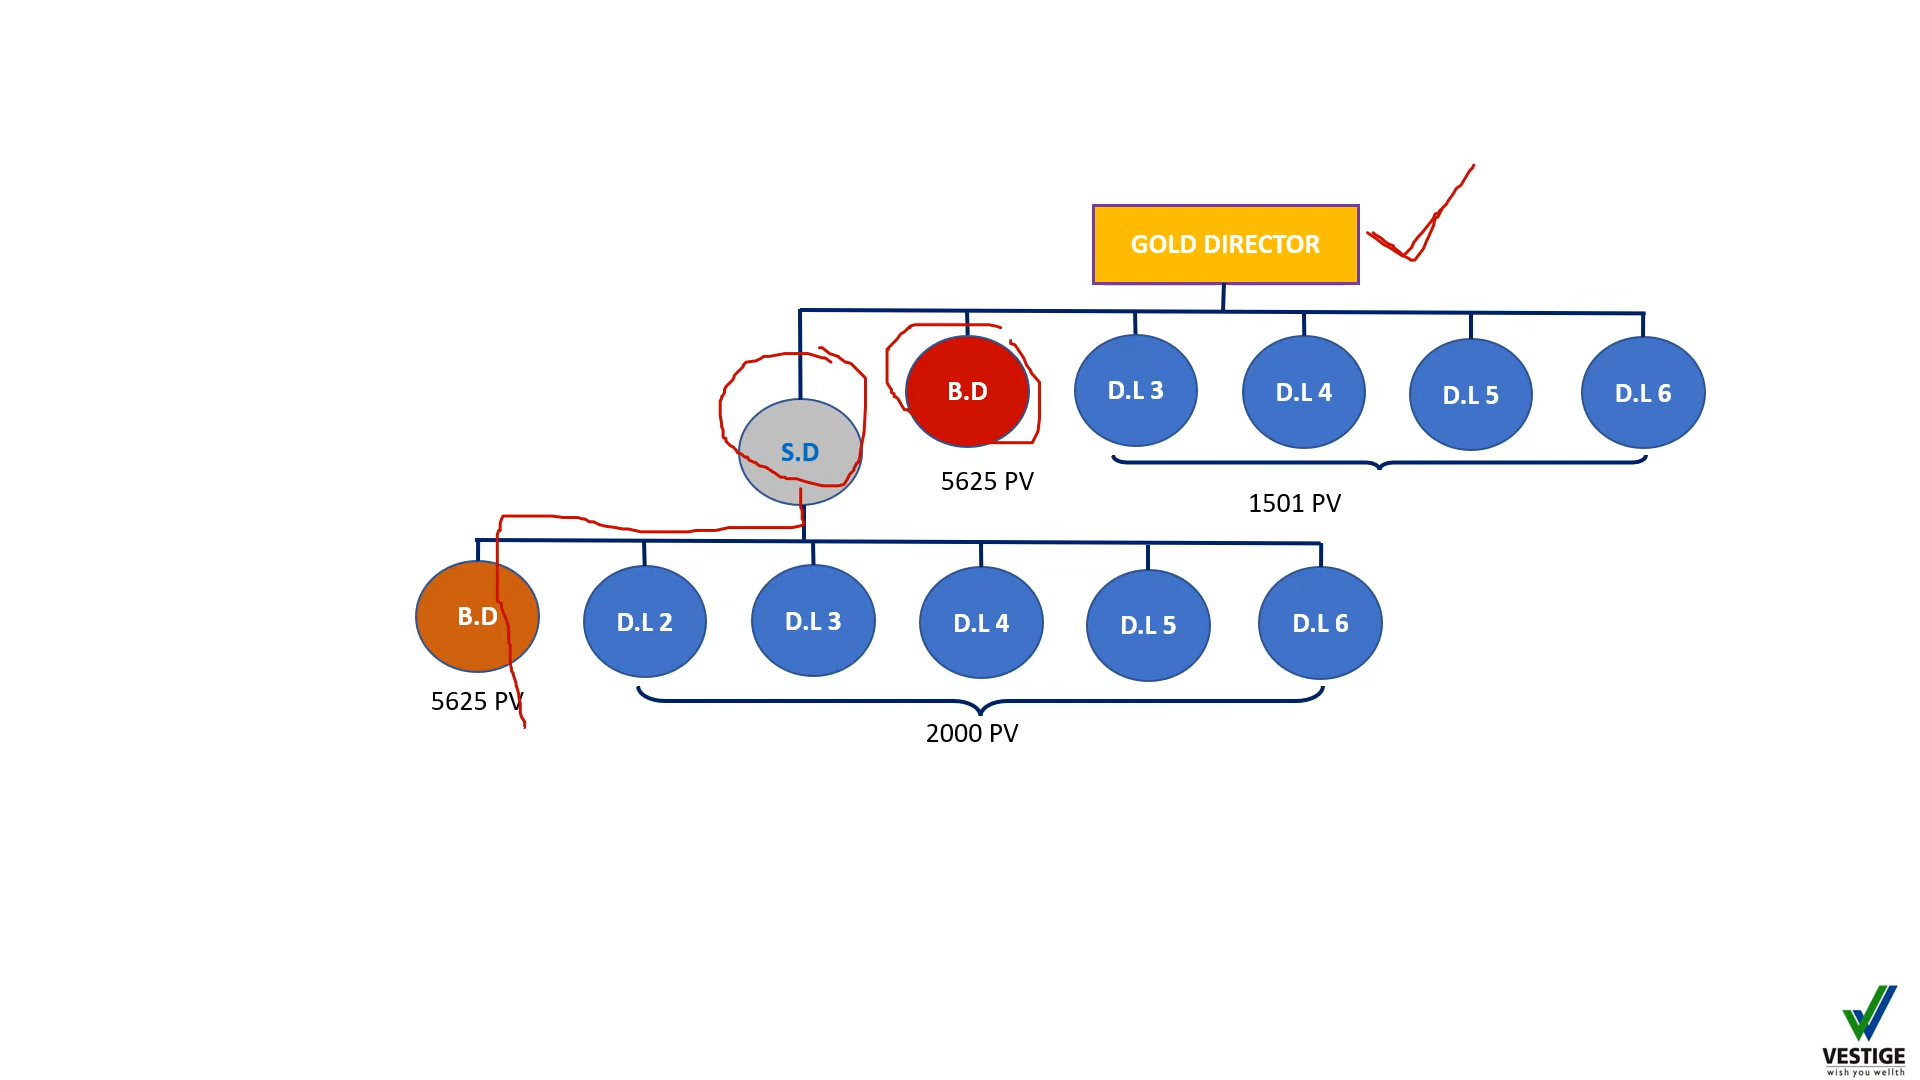 GOLD DIRECTOR
B.D
D.L 3
D.L 4
D.L 5
D.L 6
S.D
5625 PV
1501 PV
B.D
D.L 2
D.L 3
D.L 4
D.L 5
D.L 6
5625 PV
2000 PV
VESTIGE
wish you wellth